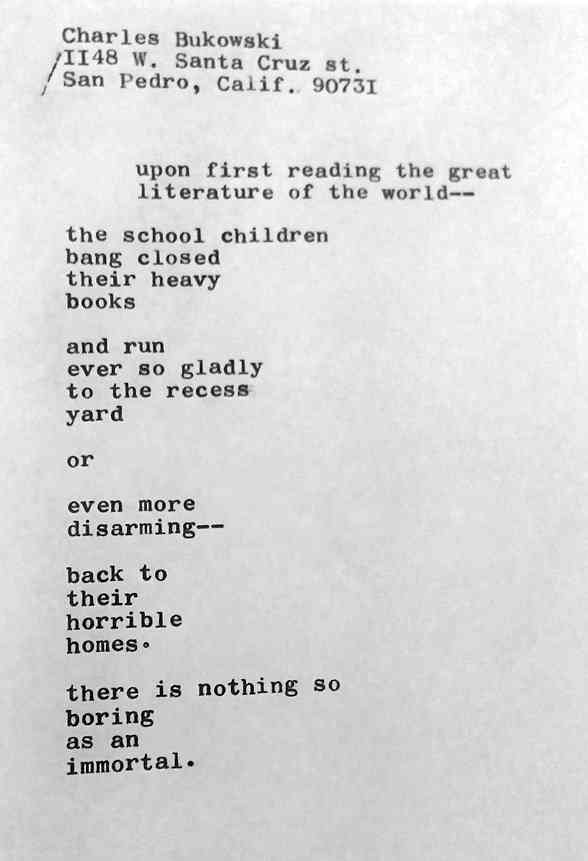 Charles Bukowski
II48 W. Santa Cruz st.
San Pedro, Calif. 9073I
upon first reading the great
literature of the world--
the school children
bang closed
their heavy
books
and run
ever so gladly
to the recess
yard
or
even more
disarming--
back to
their
horrible
homes.
there is nothing so
boring
as an
immortal.